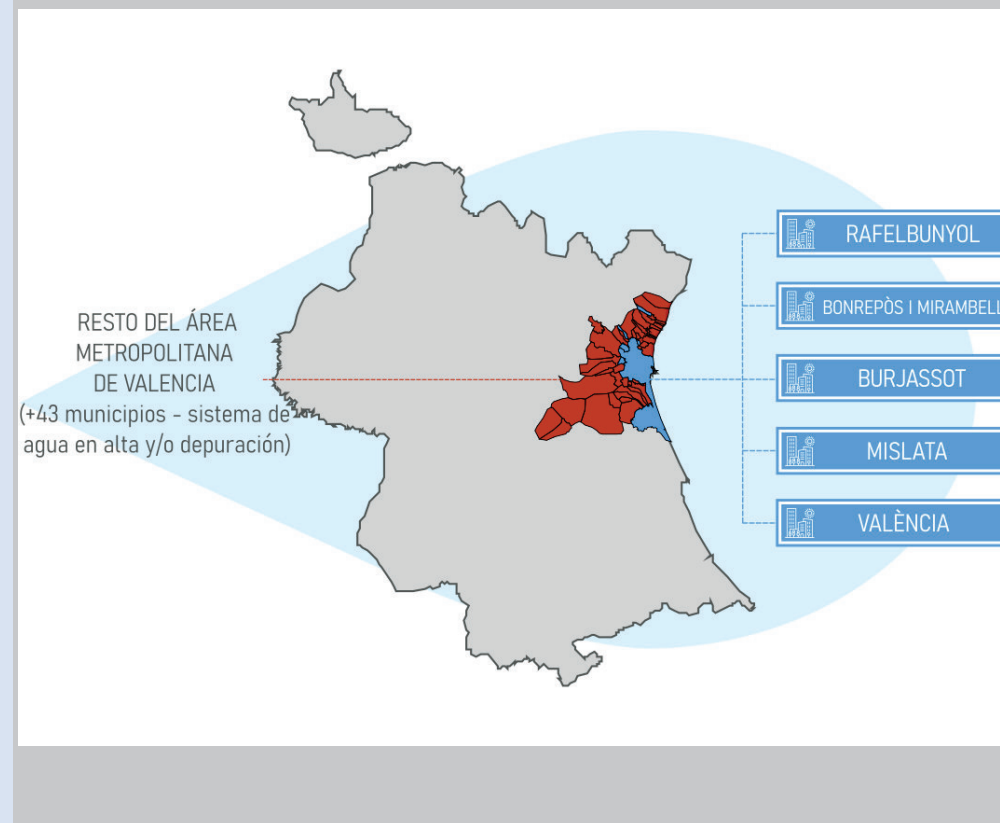 RESTO DEL ÁREA
METROPOLITANA
DE VALENCIA
(+43 municipios - sistema de
agua en alta y/o depuración)
RAFELBUNYOL
BONREPÒS I MIRAMBELL
BURJASSOT
MISLATA
VALÈNCIA